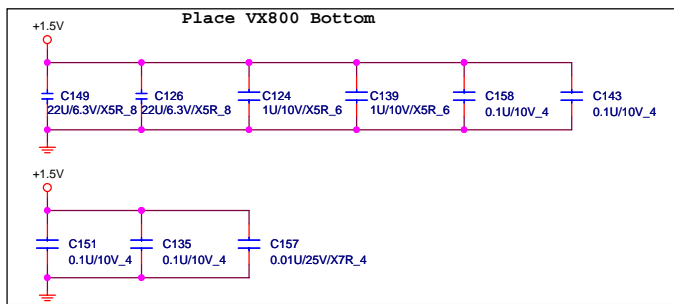 Place VX800 Bottom
+1.5V
C149
22U/6.3V/X5R_8
C126
22U/6.3V/X5R_8
C124
1U/10V/X5R_6
C139
1U/10V/X5R_6
C158
0.1U/10V_4
C143
0.1U/10V_4
+1.5V
C151
0.1U/10V_4
C135
0.1U/10V_4
C157
0.01U/25V/X7R_4